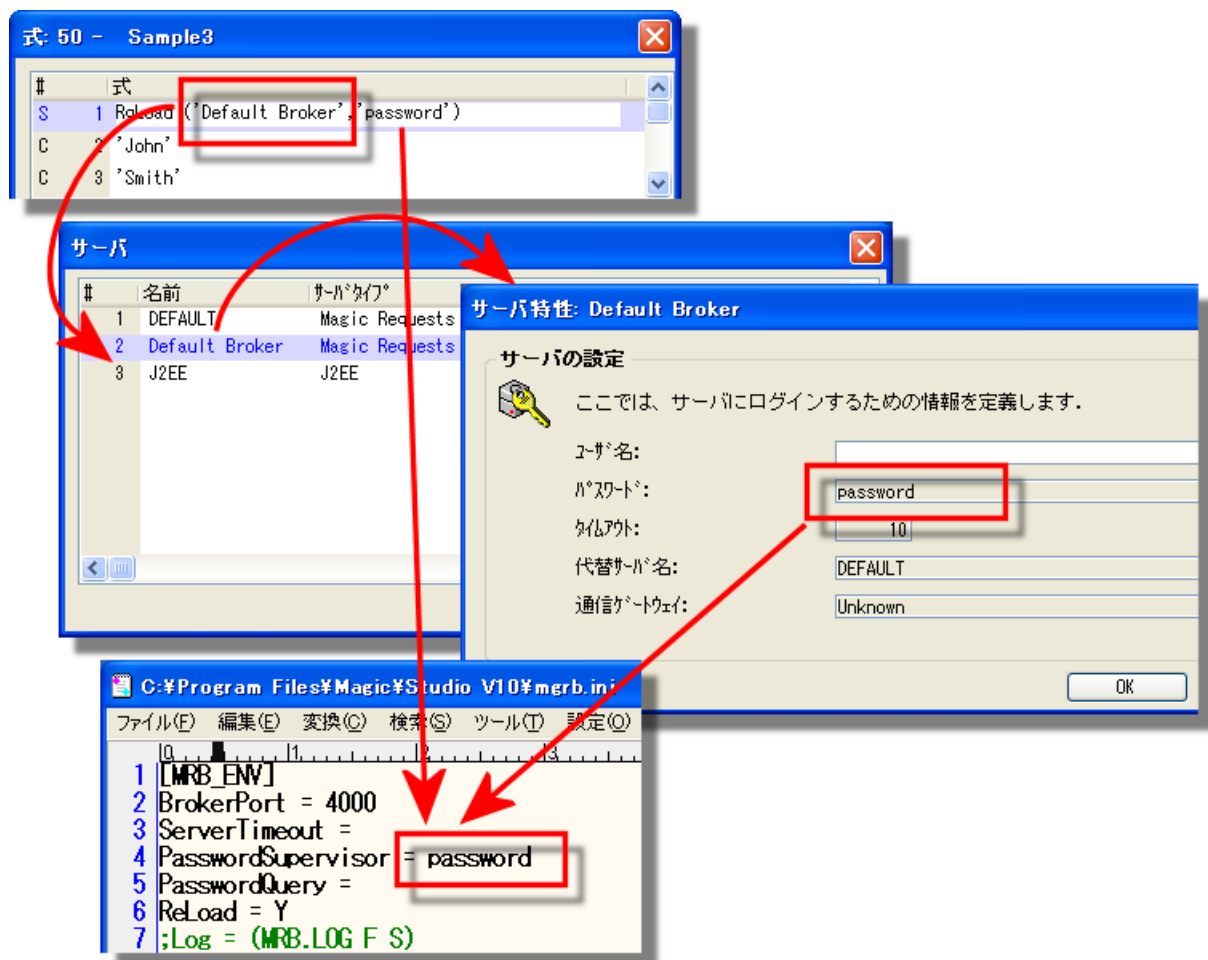 式: 50 - Sample3
# 式
S 1 RqLoad ('Default Broker','password')
C 2 'John'
C 3 'Smith'
サーバ
# 名前 ｻｰﾊﾞﾀｲﾌﾟ
1 DEFAULT Magic Requests
2 Default Broker Magic Requests
3 J2EE J2EE
サーバ特性: Default Broker
サーバの設定
ここでは、サーバにログインするための情報を定義します.
ﾕｰｻﾞ名:
ﾊﾟｽﾜｰﾄﾞ: password
ﾀｲﾑｱｳﾄ: 10
代替ｻｰﾊﾞ名: DEFAULT
通信ｹﾞｰﾄｳｪｲ: Unknown
OK
C:¥Program Files¥Magic¥Studio V10¥mgrb.ini
ファイル(F) 編集(E) 変換(C) 検索(S) ツール(T) 設定(O)
0 1 2 3
1 [MRB_ENV]
2 BrokerPort = 4000
3 ServerTimeout =
4 PasswordSupervisor = password
5 PasswordQuery =
6 ReLoad = Y
7 ;Log = (MRB.LOG F S)